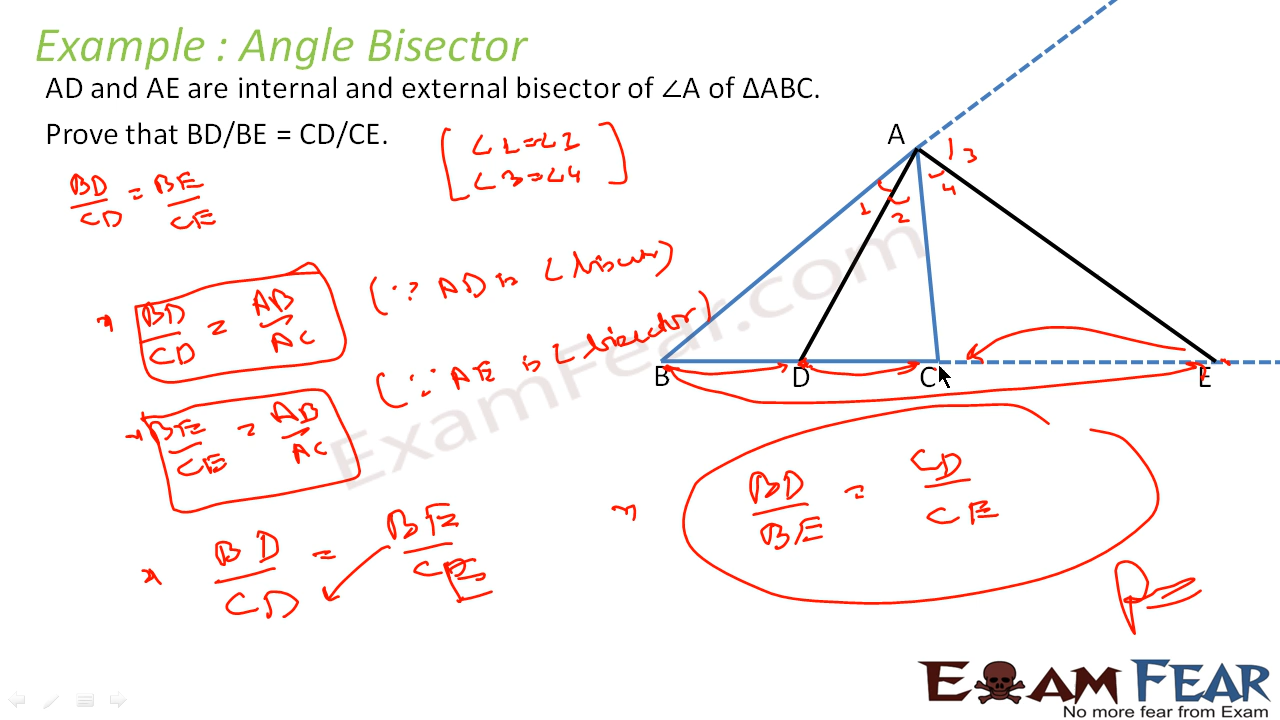 Example : Angle Bisector
AD and AE are internal and external bisector of ∠A of ΔABC.
Prove that BD/BE = CD/CE.
[∠1=∠2
∠3=∠4]
BD/CD = BE/CE
BD/CD = AB/AC (∵ AD is ∠ bisector)
BE/CE = AB/AC (∵ AE is ∠ bisector)
⇒ BD/CD = BE/CE
⇒ BD/BE = CD/CE
A
1 2 3 4
B D C E
ExamFear.com
EXAM FEAR
No more fear from Exam